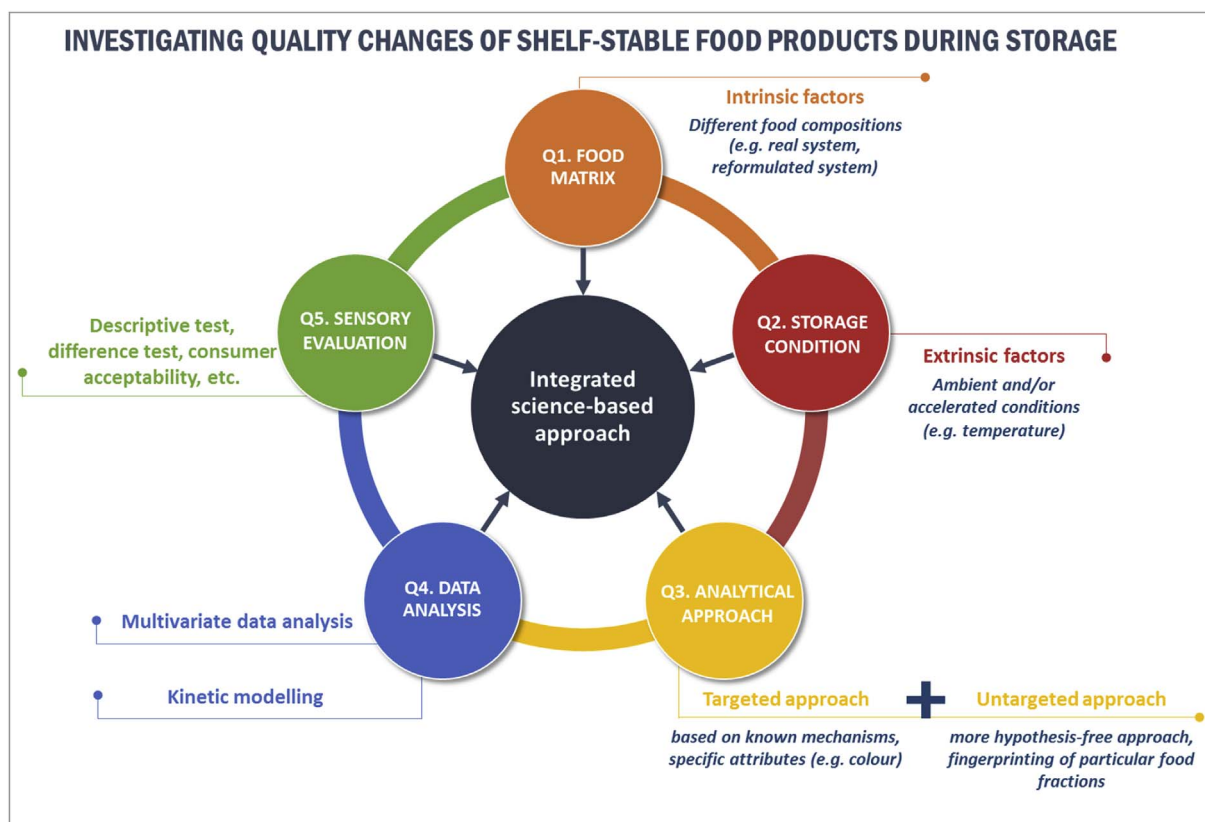 INVESTIGATING QUALITY CHANGES OF SHELF-STABLE FOOD PRODUCTS DURING STORAGE
Q1. FOOD
MATRIX
Intrinsic factors
Different food compositions
(e.g. real system,
reformulated system)
Q2. STORAGE
CONDITION
Extrinsic factors
Ambient and/or
accelerated conditions
(e.g. temperature)
Q5. SENSORY
EVALUATION
Descriptive test,
difference test, consumer
acceptability, etc.
Integrated
science-based
approach
Q4. DATA
ANALYSIS
Multivariate data analysis
Kinetic modelling
Q3. ANALYTICAL
APPROACH
Targeted approach
based on known mechanisms,
specific attributes (e.g. colour)
+
Untargeted approach
more hypothesis-free approach,
fingerprinting of particular food
fractions